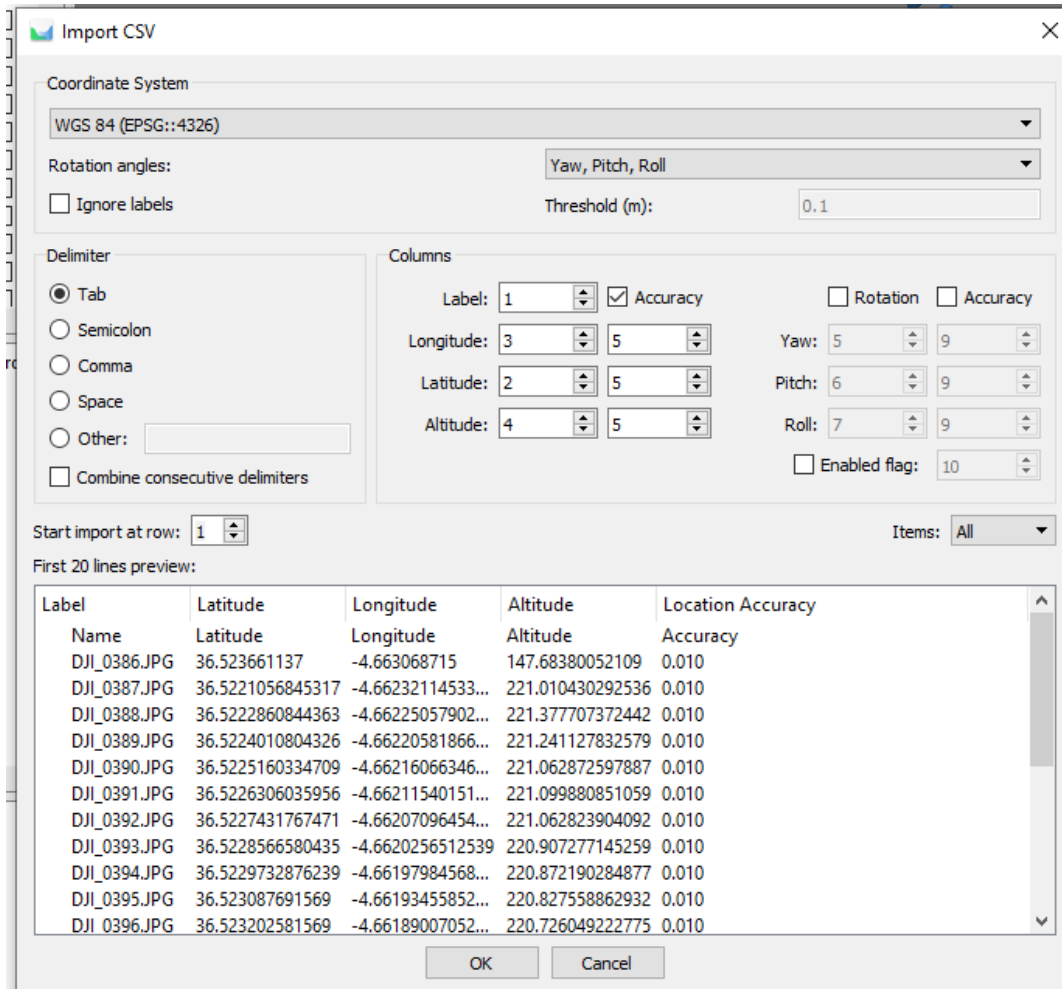 Import CSV
Coordinate System
WGS 84 (EPSG::4326)
Rotation angles: Yaw, Pitch, Roll
Ignore labels Threshold (m): 0.1
Delimiter
Tab
Semicolon
Comma
Space
Other:
Combine consecutive delimiters
Columns
Label: 1 Accuracy Rotation Accuracy
Longitude: 3 5 Yaw: 5 9
Latitude: 2 5 Pitch: 6 9
Altitude: 4 5 Roll: 7 9
Enabled flag: 10
Start import at row: 1 Items: All
First 20 lines preview:
Label Latitude Longitude Altitude Location Accuracy
Name Latitude Longitude Altitude Accuracy
DJI_0386.JPG 36.523661137 -4.663068715 147.68380052109 0.010
DJI_0387.JPG 36.5221056845317 -4.66232114533... 221.010430292536 0.010
DJI_0388.JPG 36.5222860844363 -4.66225057902... 221.377707372442 0.010
DJI_0389.JPG 36.5224010804326 -4.66220581866... 221.241127832579 0.010
DJI_0390.JPG 36.5225160334709 -4.66216066346... 221.062872597887 0.010
DJI_0391.JPG 36.5226306035956 -4.66211540151... 221.099880851059 0.010
DJI_0392.JPG 36.5227431767471 -4.66207096454... 221.062823904092 0.010
DJI_0393.JPG 36.5228566580435 -4.6620256512539 220.907277145259 0.010
DJI_0394.JPG 36.5229732876239 -4.66197984568... 220.872190284877 0.010
DJI_0395.JPG 36.523087691569 -4.66193455852... 220.827558862932 0.010
DJI_0396.JPG 36.523202581569 -4.66189007052... 220.726049222775 0.010
OK Cancel